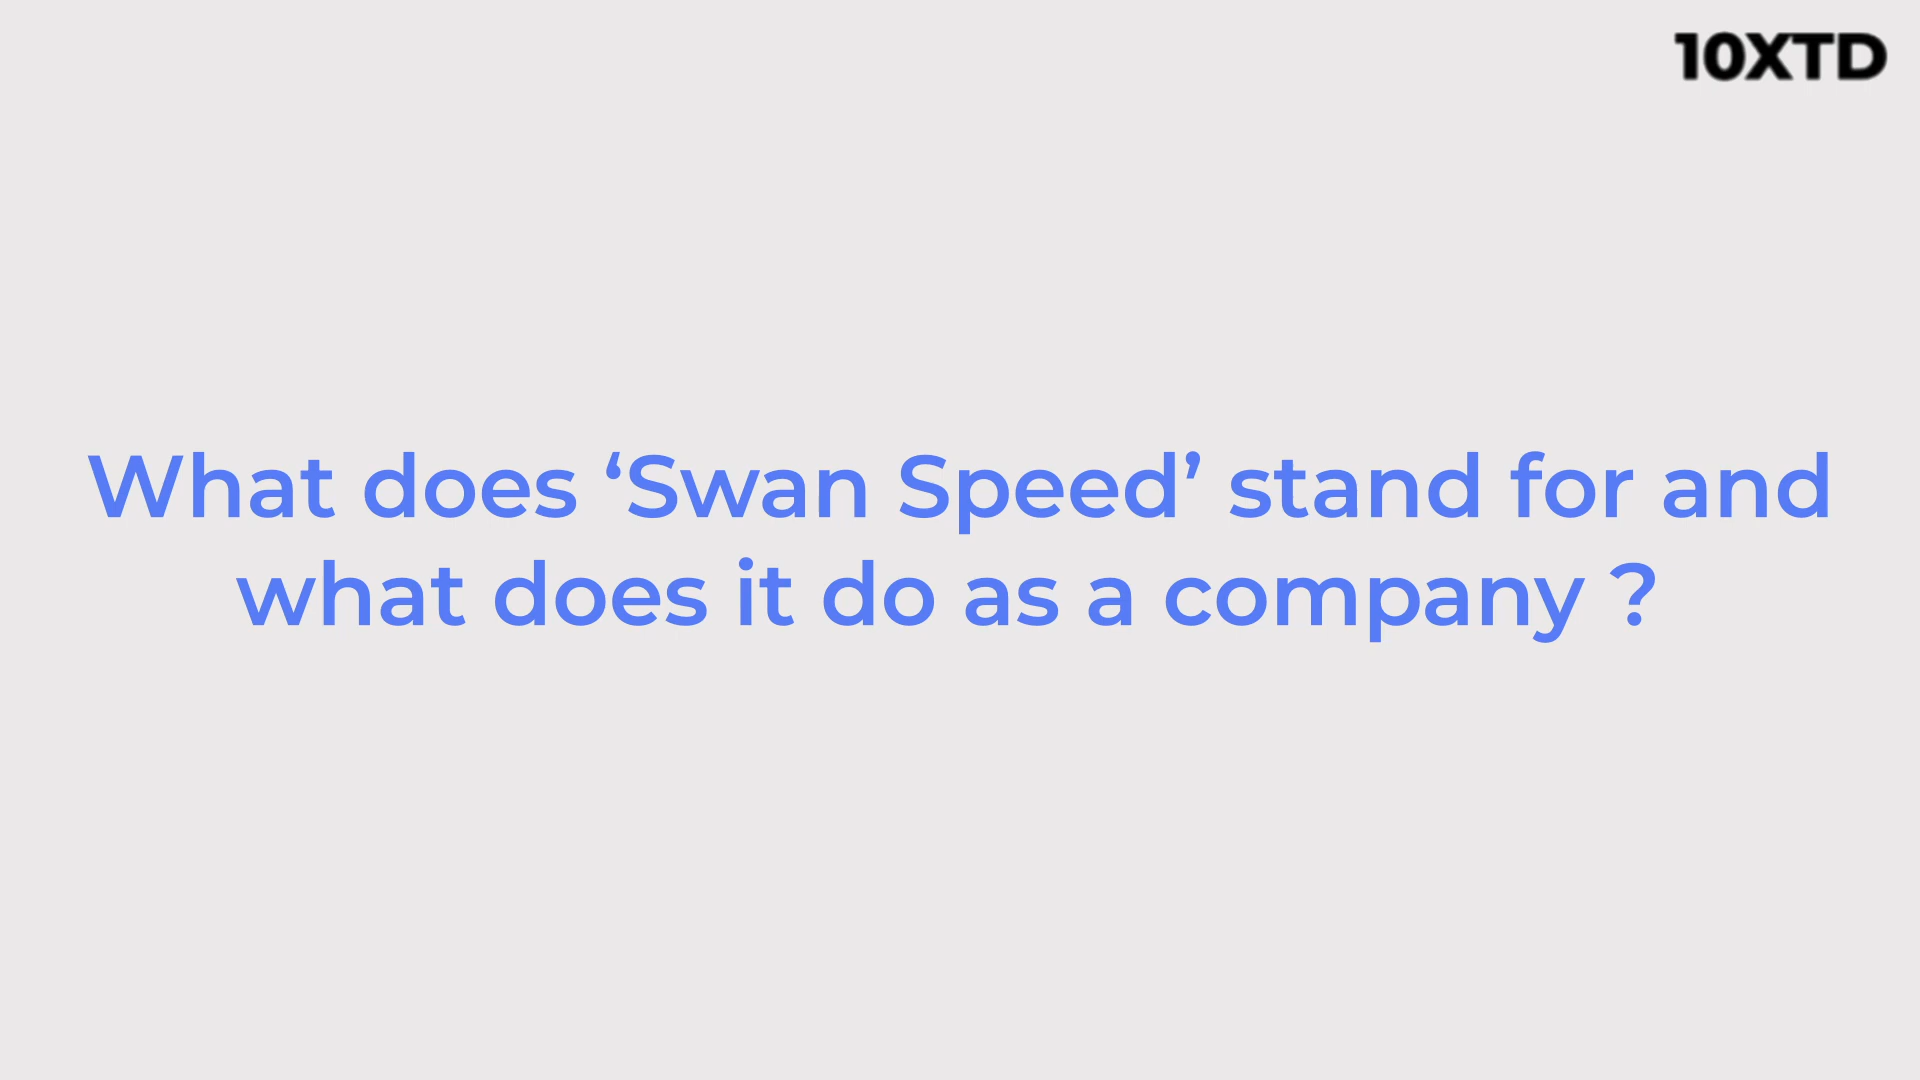 10XTD
What does ‘Swan Speed’ stand for and
what does it do as a company ?